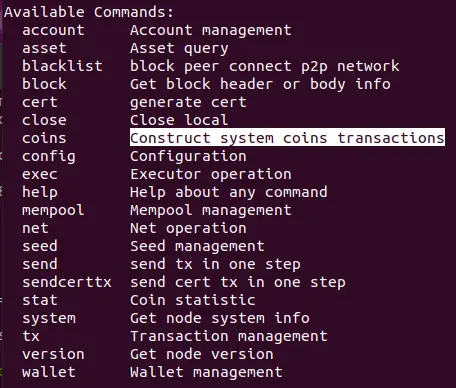 Available Commands:
account Account management
asset Asset query
blacklist block peer connect p2p network
block Get block header or body info
cert generate cert
close Close local
coins Construct system coins transactions
config Configuration
exec Executor operation
help Help about any command
mempool Mempool management
net Net operation
seed Seed management
send send tx in one step
sendcerttx send cert tx in one step
stat Coin statistic
system Get node system info
tx Transaction management
version Get node version
wallet Wallet management